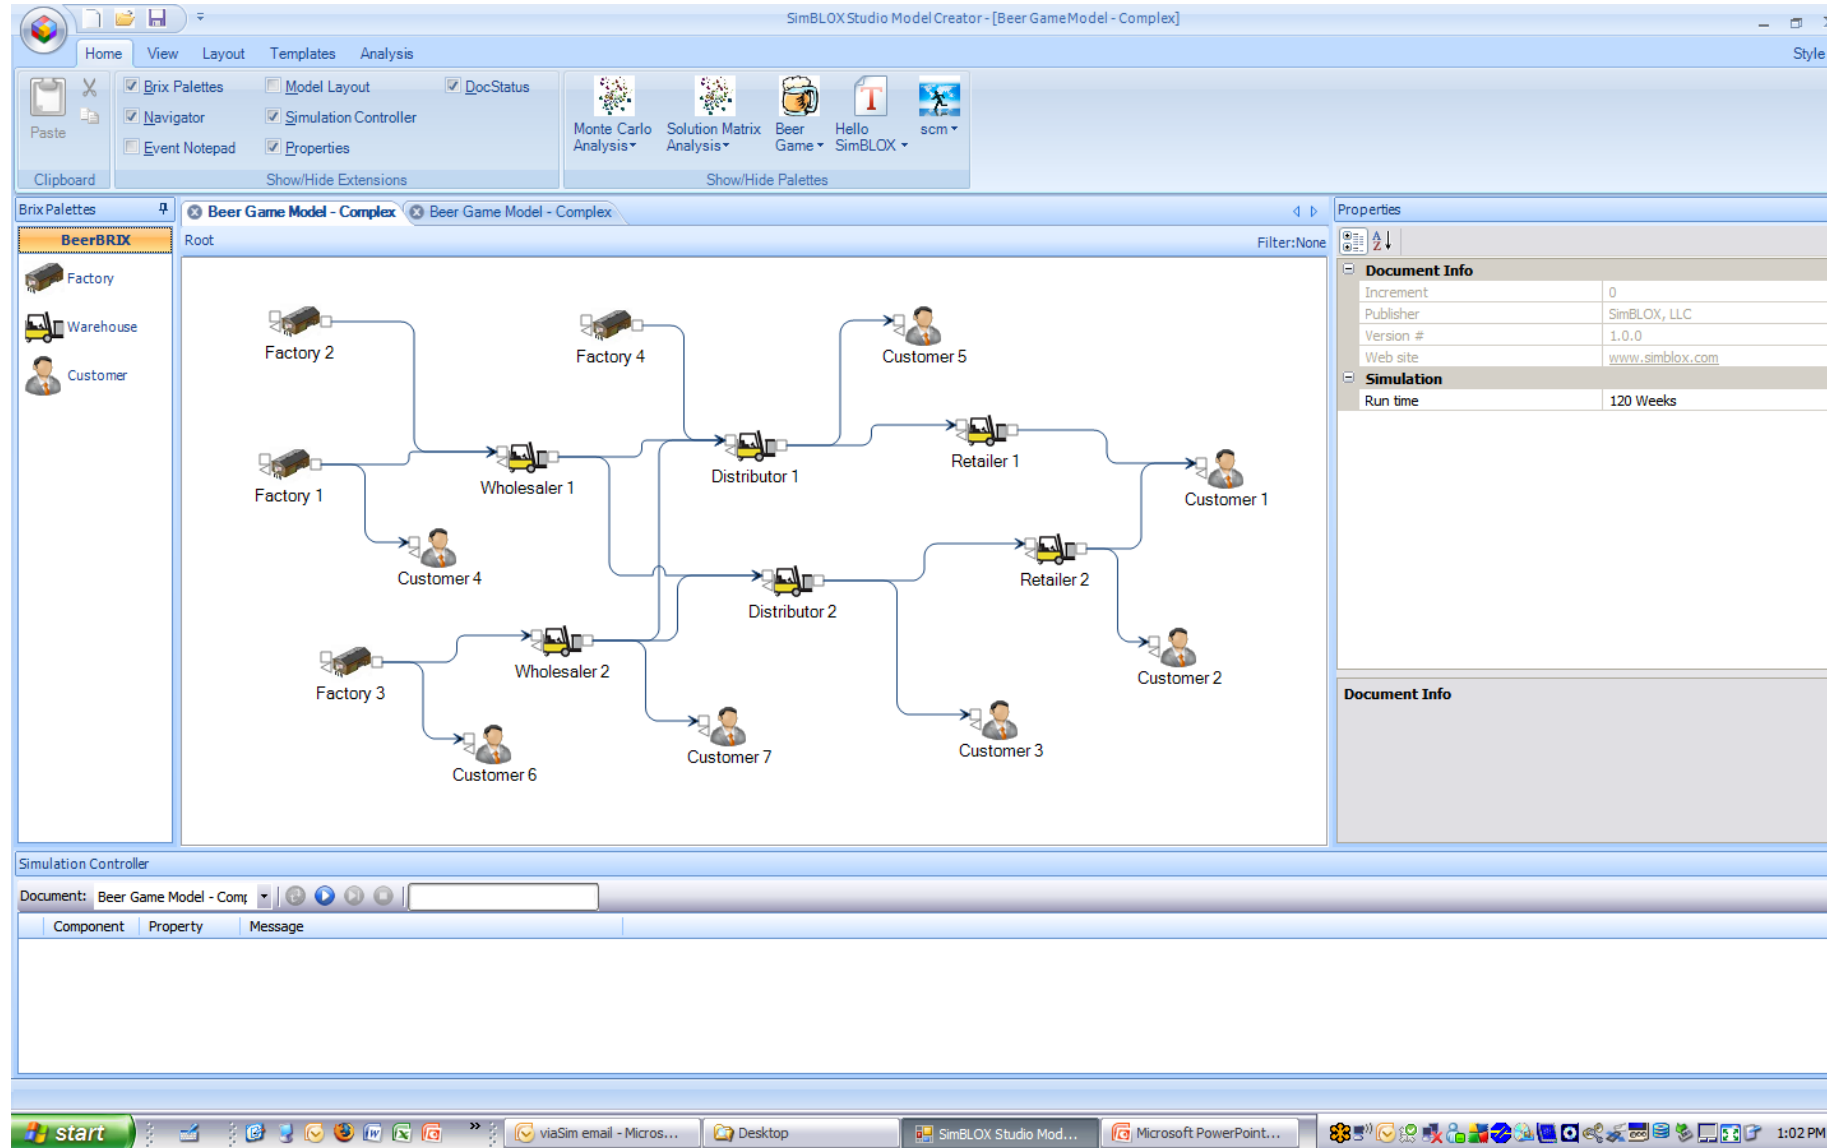 SimBLOX Studio Model Creator - [Beer Game Model - Complex]
Home View Layout Templates Analysis Style
Paste
Brix Palettes Model Layout DocStatus
Navigator Simulation Controller
Event Notepad Properties
Monte Carlo Analysis
Solution Matrix Analysis
Beer Game
Hello SimBLOX
scm
Clipboard Show/Hide Extensions Show/Hide Palettes
Brix Palettes
BeerBRIX
Factory
Warehouse
Customer
Beer Game Model - Complex Beer Game Model - Complex
Root Filter:None
Factory 2
Factory 4
Customer 5
Retailer 1
Distributor 1
Wholesaler 1
Factory 1
Customer 1
Customer 4
Retailer 2
Distributor 2
Wholesaler 2
Customer 2
Factory 3
Customer 3
Customer 7
Customer 6
Properties
Document Info
Increment 0
Publisher SimBLOX, LLC
Version # 1.0.0
Web site www.simblox.com
Simulation
Run time 120 Weeks
Document Info
Simulation Controller
Document: Beer Game Model - Comp
Component Property Message
start viaSim email - Micros... Desktop SimBLOX Studio Mod... Microsoft PowerPoint... 1:02 PM